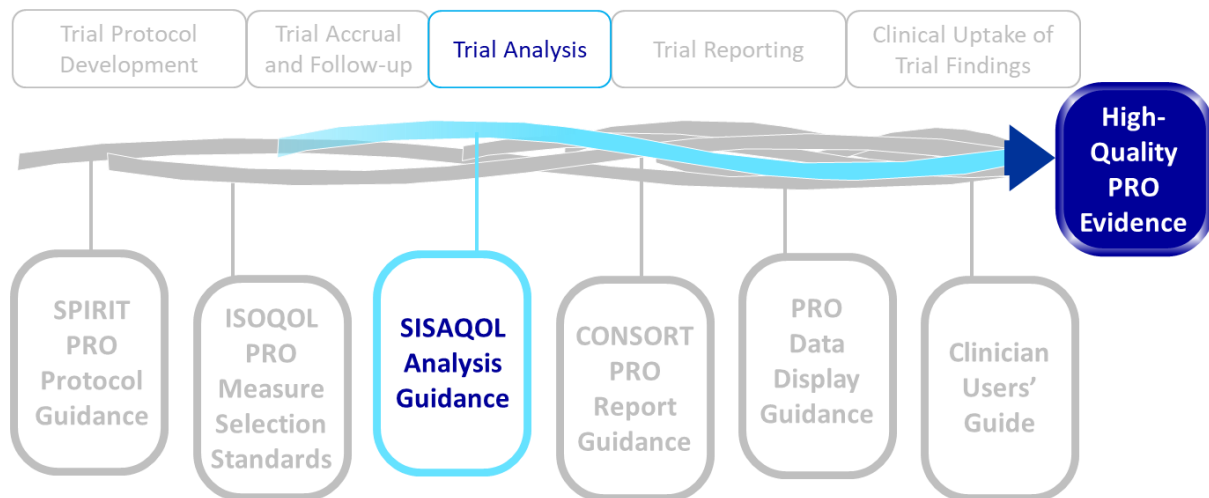 Trial Protocol
Development
Trial Accrual
and Follow-up
Trial Analysis
Trial Reporting
Clinical Uptake of
Trial Findings
High-
Quality
PRO
Evidence
SPIRIT
PRO
Protocol
Guidance
ISOQOL
PRO
Measure
Selection
Standards
SISAQOL
Analysis
Guidance
CONSORT
PRO
Report
Guidance
PRO
Data
Display
Guidance
Clinician
Users’
Guide